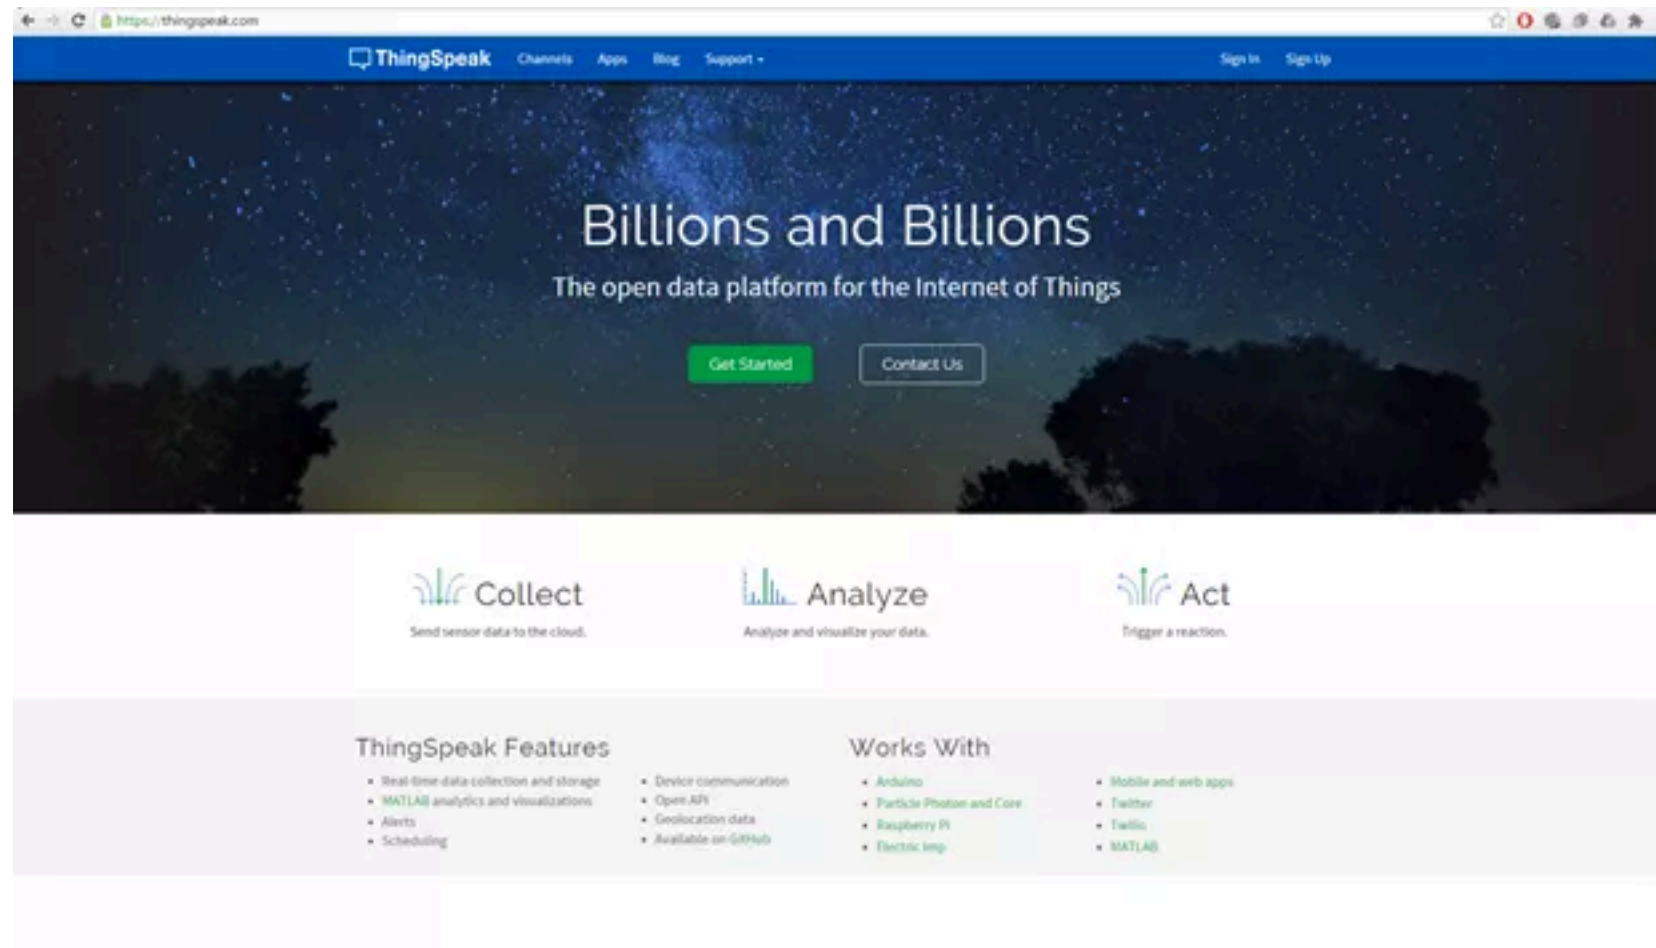 https://thingspeak.com
ThingSpeak Channels Apps Blog Support Sign In Sign Up
Billions and Billions
The open data platform for the Internet of Things
Get Started Contact Us
Collect
Send sensor data to the cloud.
Analyze
Analyze and visualize your data.
Act
Trigger a reaction.
ThingSpeak Features
Real-time data collection and storage
MATLAB analytics and visualizations
Alerts
Scheduling
Device communication
Open API
Geolocation data
Available on GitHub
Works With
Arduino
Particle Photon and Core
Raspberry Pi
Electric Imp
Mobile and web apps
Twitter
Twilio
MATLAB